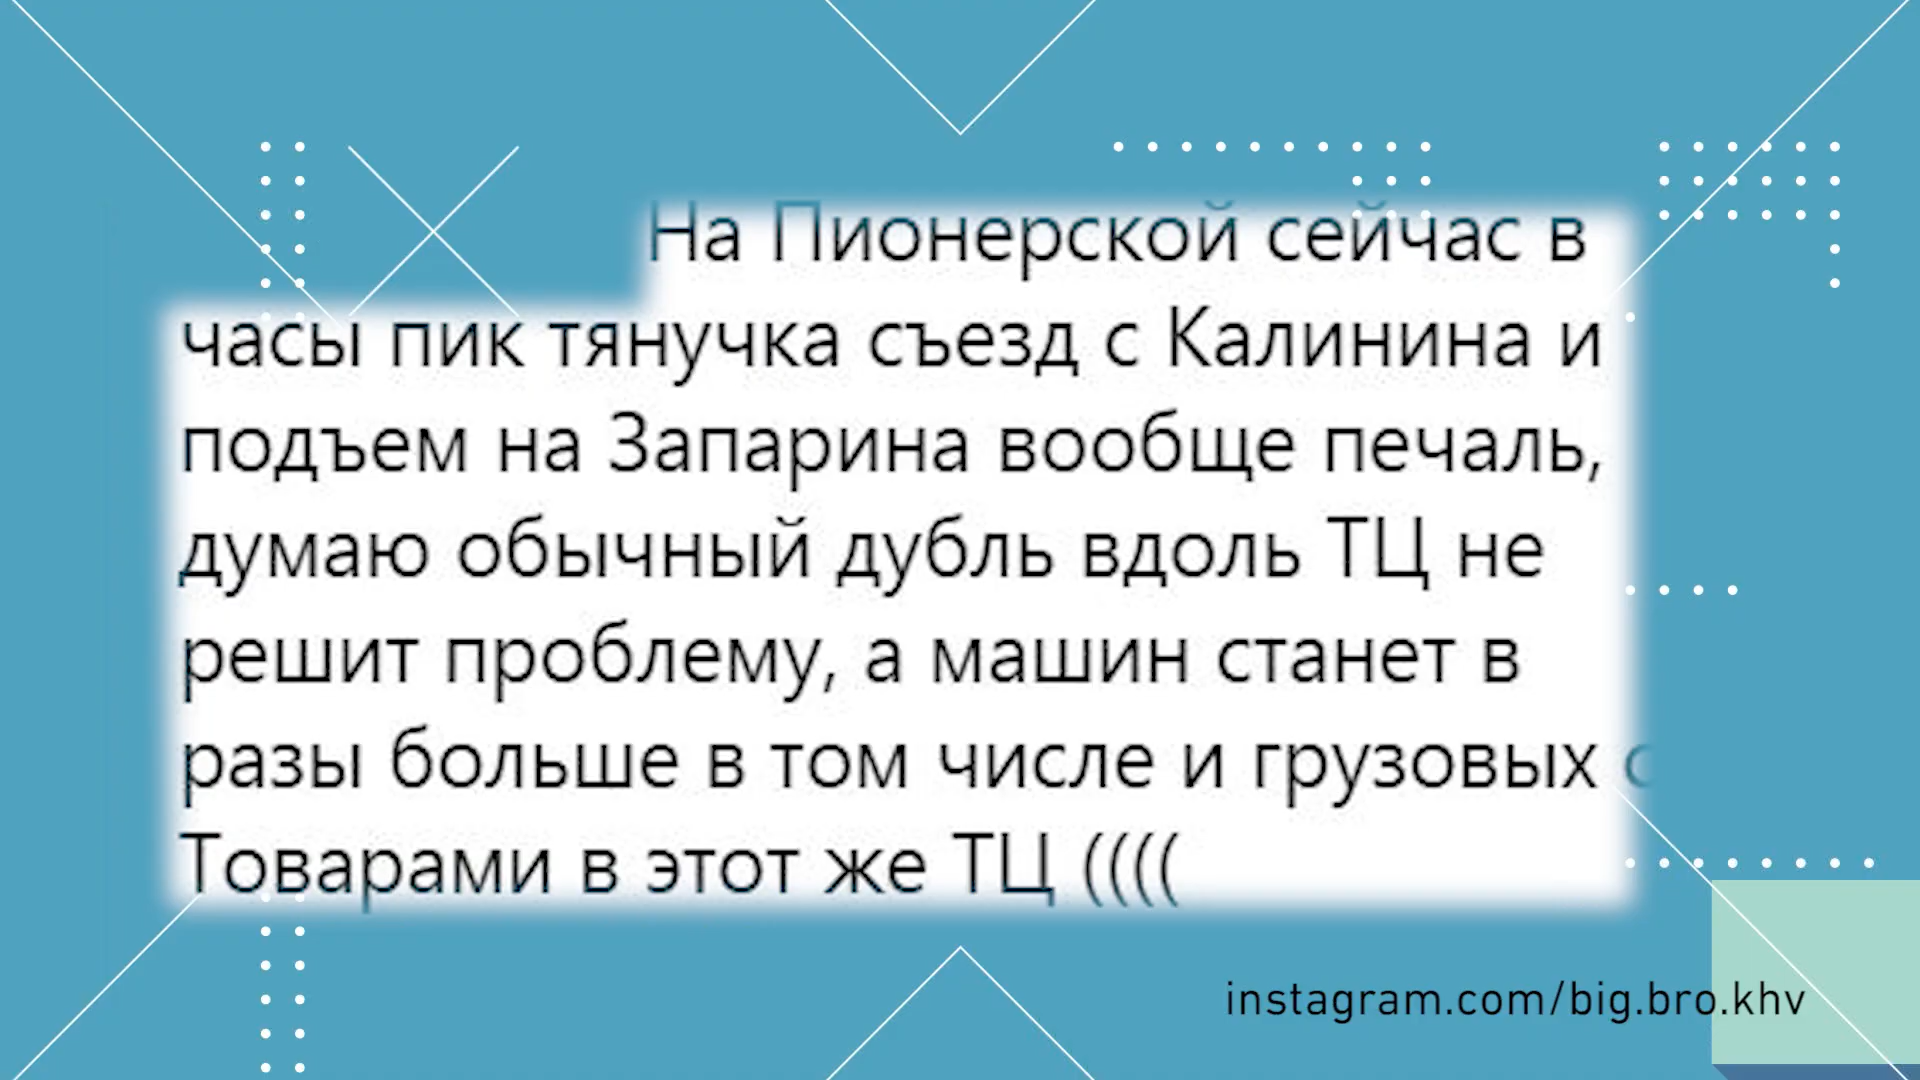 На Пионерской сейчас в
часы пик тянучка съезд с Калинина и
подъем на Запарина вообще печаль,
думаю обычный дубль вдоль ТЦ не
решит проблему, а машин станет в
разы больше в том числе и грузовых с
Товарами в этот же ТЦ ((((
instagram.com/big.bro.khv